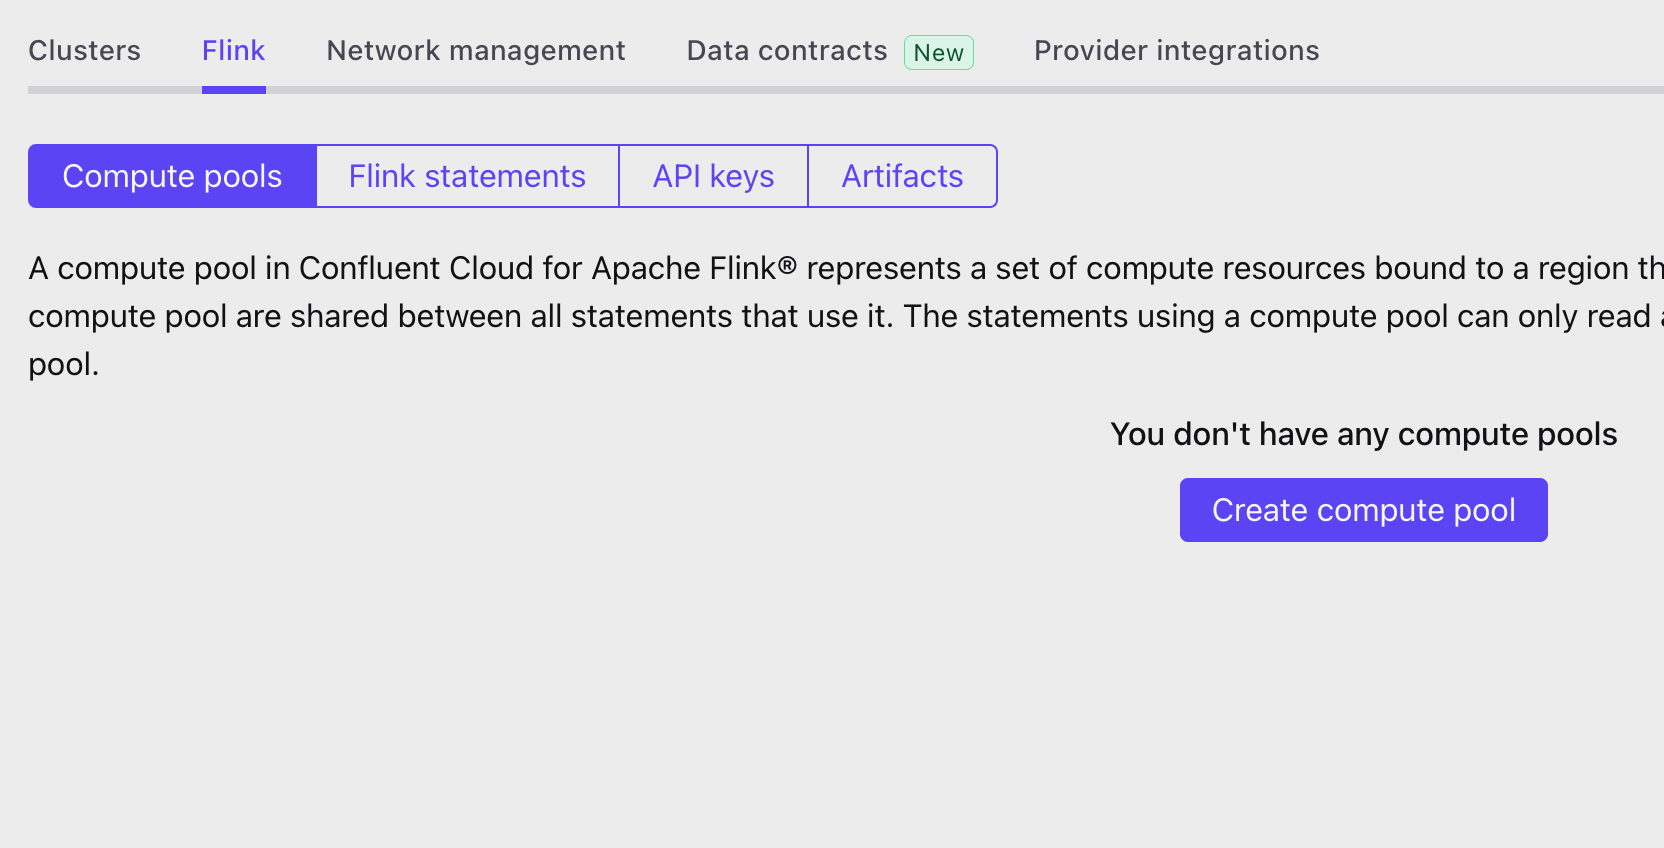 Clusters Flink Network management Data contracts New Provider integrations
Compute pools Flink statements API keys Artifacts
A compute pool in Confluent Cloud for Apache Flink® represents a set of compute resources bound to a region
compute pool are shared between all statements that use it. The statements using a compute pool can only read
pool.
You don't have any compute pools
Create compute pool